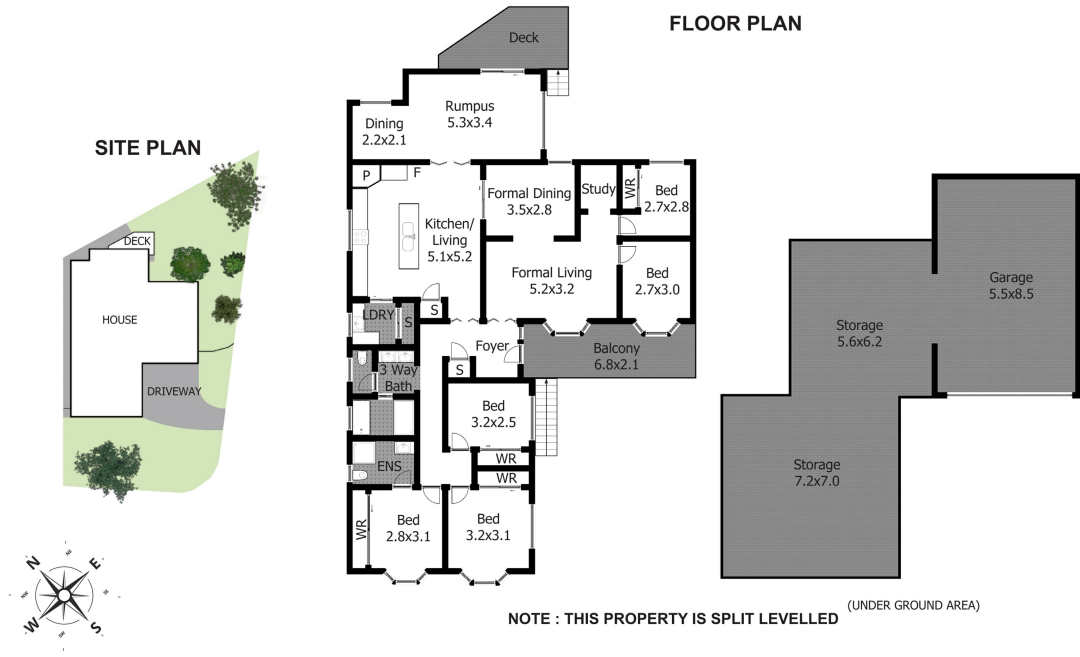 FLOOR PLAN
SITE PLAN
DECK
HOUSE
DRIVEWAY
Deck
Rumpus
5.3x3.4
Dining
2.2x2.1
P
F
Kitchen/
Living
5.1x5.2
Formal Dining
3.5x2.8
Study
WR
Bed
2.7x2.8
Formal Living
5.2x3.2
Bed
2.7x3.0
S
LDRY
S
Foyer
S
Balcony
6.8x2.1
3 Way
Bath
Bed
3.2x2.5
WR
ENS
WR
WR
Bed
2.8x3.1
Bed
3.2x3.1
Garage
5.5x8.5
Storage
5.6x6.2
Storage
7.2x7.0
(UNDER GROUND AREA)
NOTE : THIS PROPERTY IS SPLIT LEVELLED
N
NE
E
SE
S
SW
W
NW